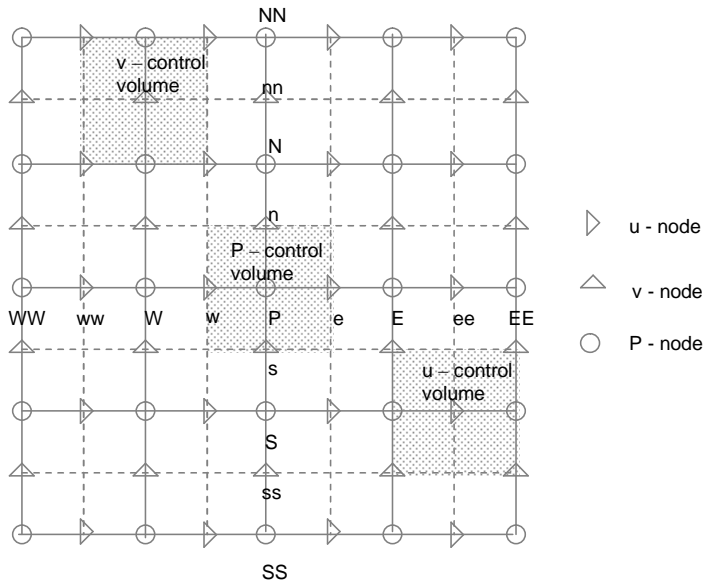 NN
v – control
volume
nn
N
n
P – control
volume
u - node
v - node
P - node
WW ww W w P e E ee EE
s
u – control
volume
S
ss
SS